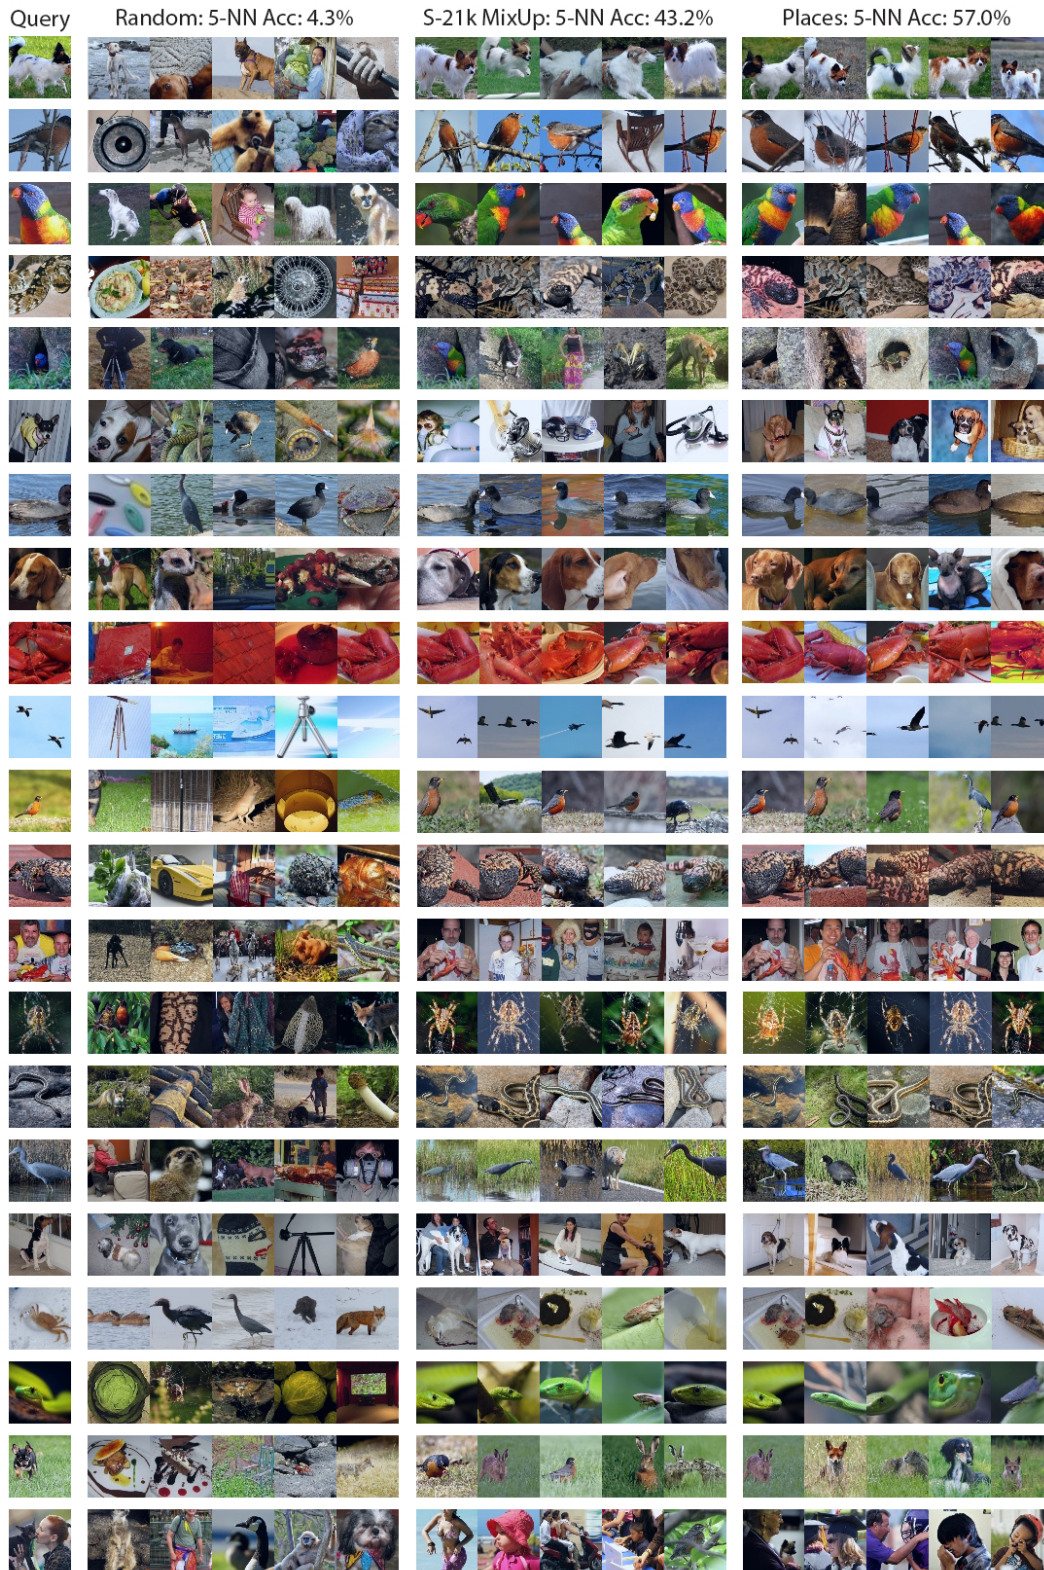 Query
Random: 5-NN Acc: 4.3%
S-21k MixUp: 5-NN Acc: 43.2%
Places: 5-NN Acc: 57.0%